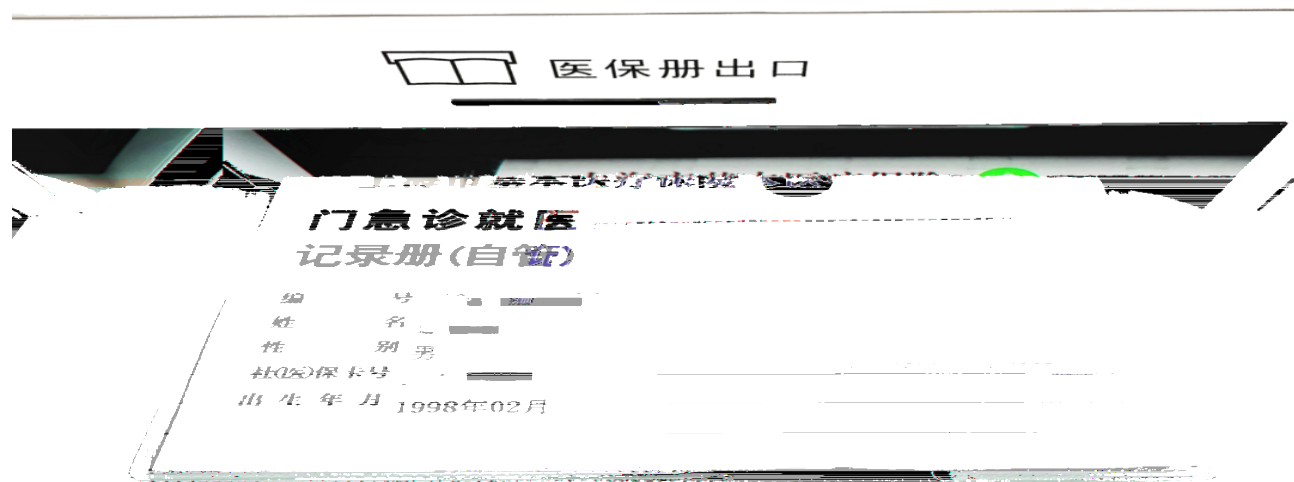 医保册出口
门急诊就医
记录册(自管)
编 号
姓 名
性 别 男
社(医)保卡号
出生年月 1998年02月